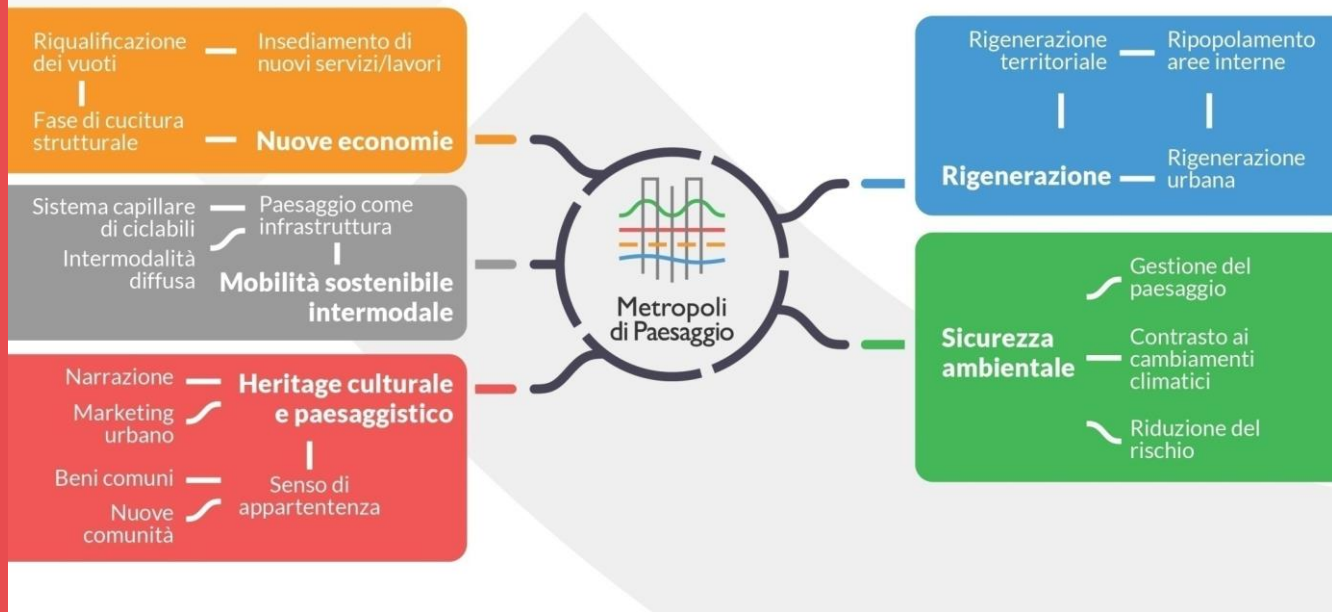 Riqualificazione
dei vuoti
Insediamento di
nuovi servizi/lavori
Fase di cucitura
strutturale
Nuove economie
Sistema capillare
di ciclabili
Paesaggio come
infrastruttura
Intermodalità
diffusa
Mobilità sostenibile
intermodale
Narrazione
Marketing
urbano
Heritage culturale
e paesaggistico
Beni comuni
Nuove
comunità
Senso di
appartentenza
Metropoli
di Paesaggio
Rigenerazione
territoriale
Ripopolamento
aree interne
Rigenerazione
Rigenerazione
urbana
Sicurezza
ambientale
Gestione del
paesaggio
Contrasto ai
cambiamenti
climatici
Riduzione del
rischio